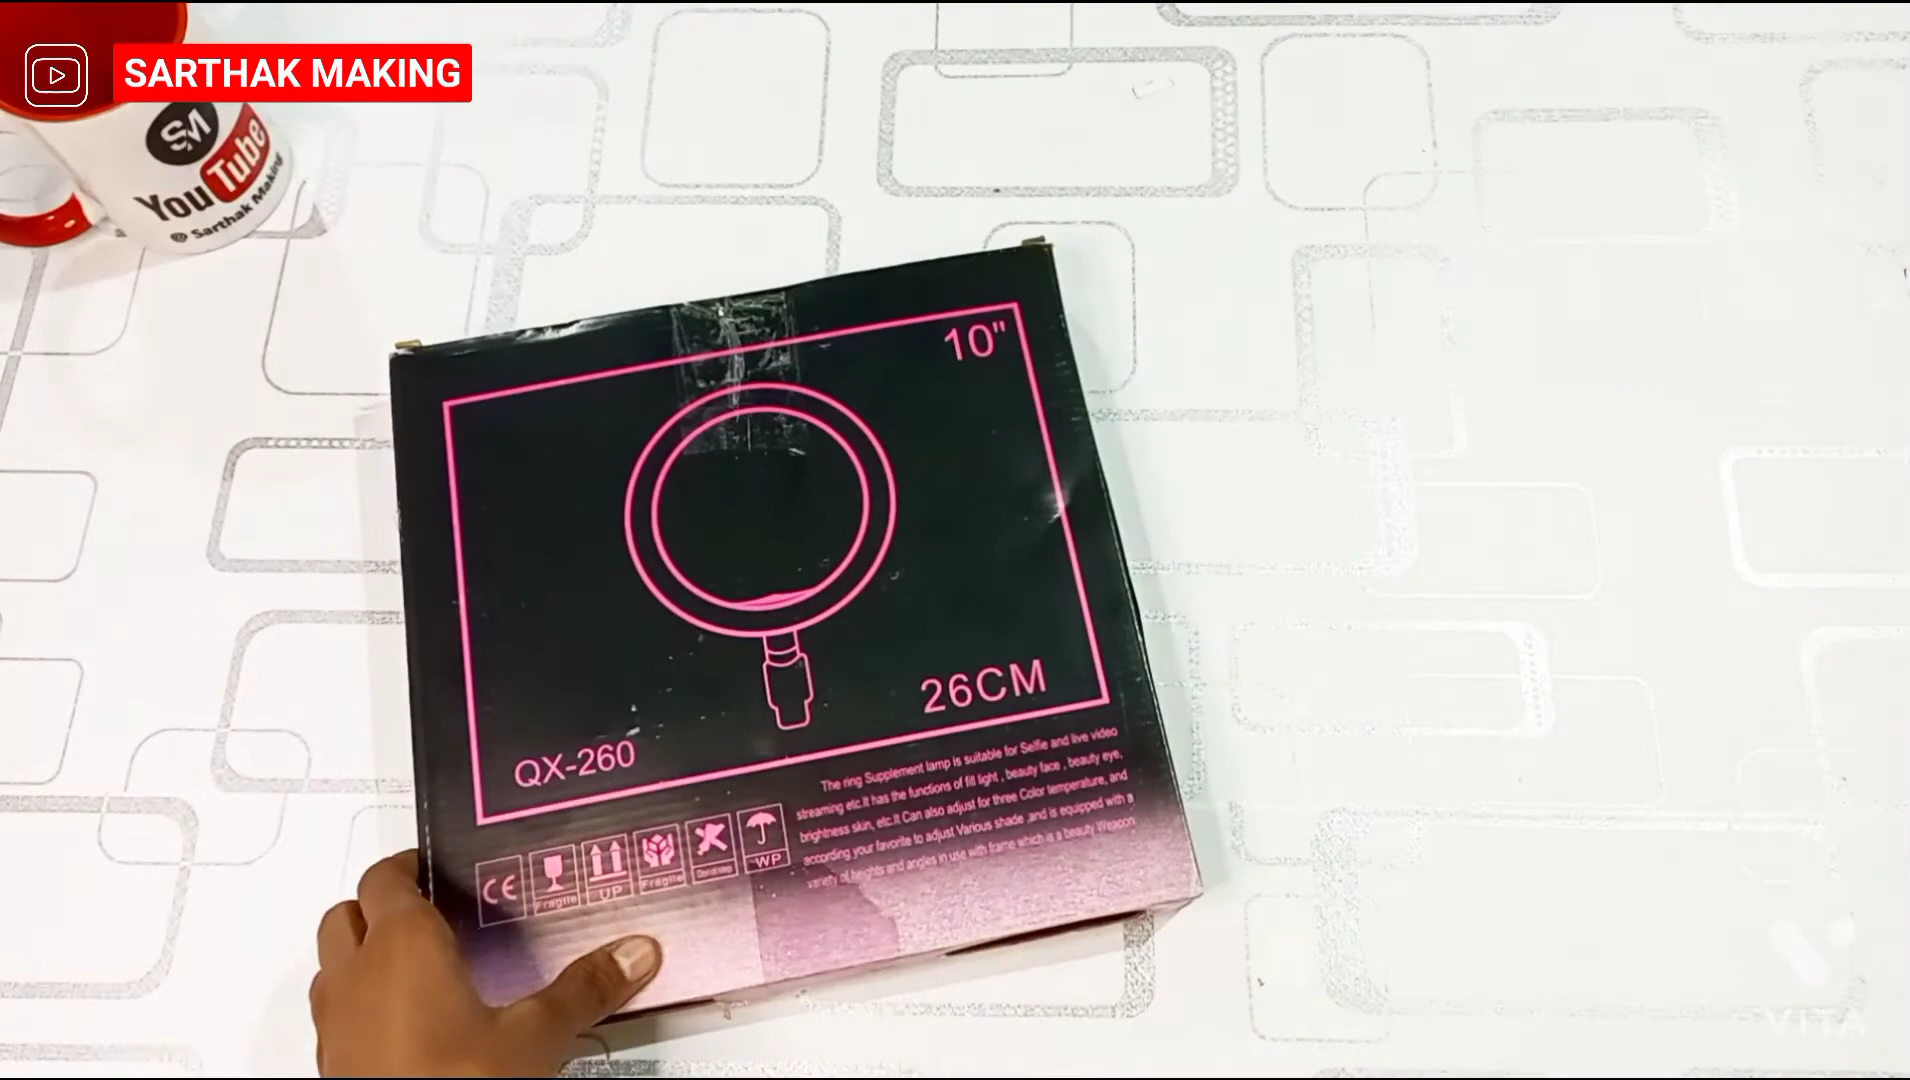 SARTHAK MAKING
SM
YouTube
@ Sarthak Making
10"
26CM
QX-260
The ring Supplement lamp is suitable for Selfie and live video
streaming etc.It has the functions of fill light , beauty face , beauty eye,
brightness skin, etc.It Can also adjust for three Color temperature, and
according your favorite to adjust Various shade ,and is equipped with a
variety of heights and angles in use with frame which is a beauty Weapon
CE
Fragile
UP
Fragile
WP
VITA